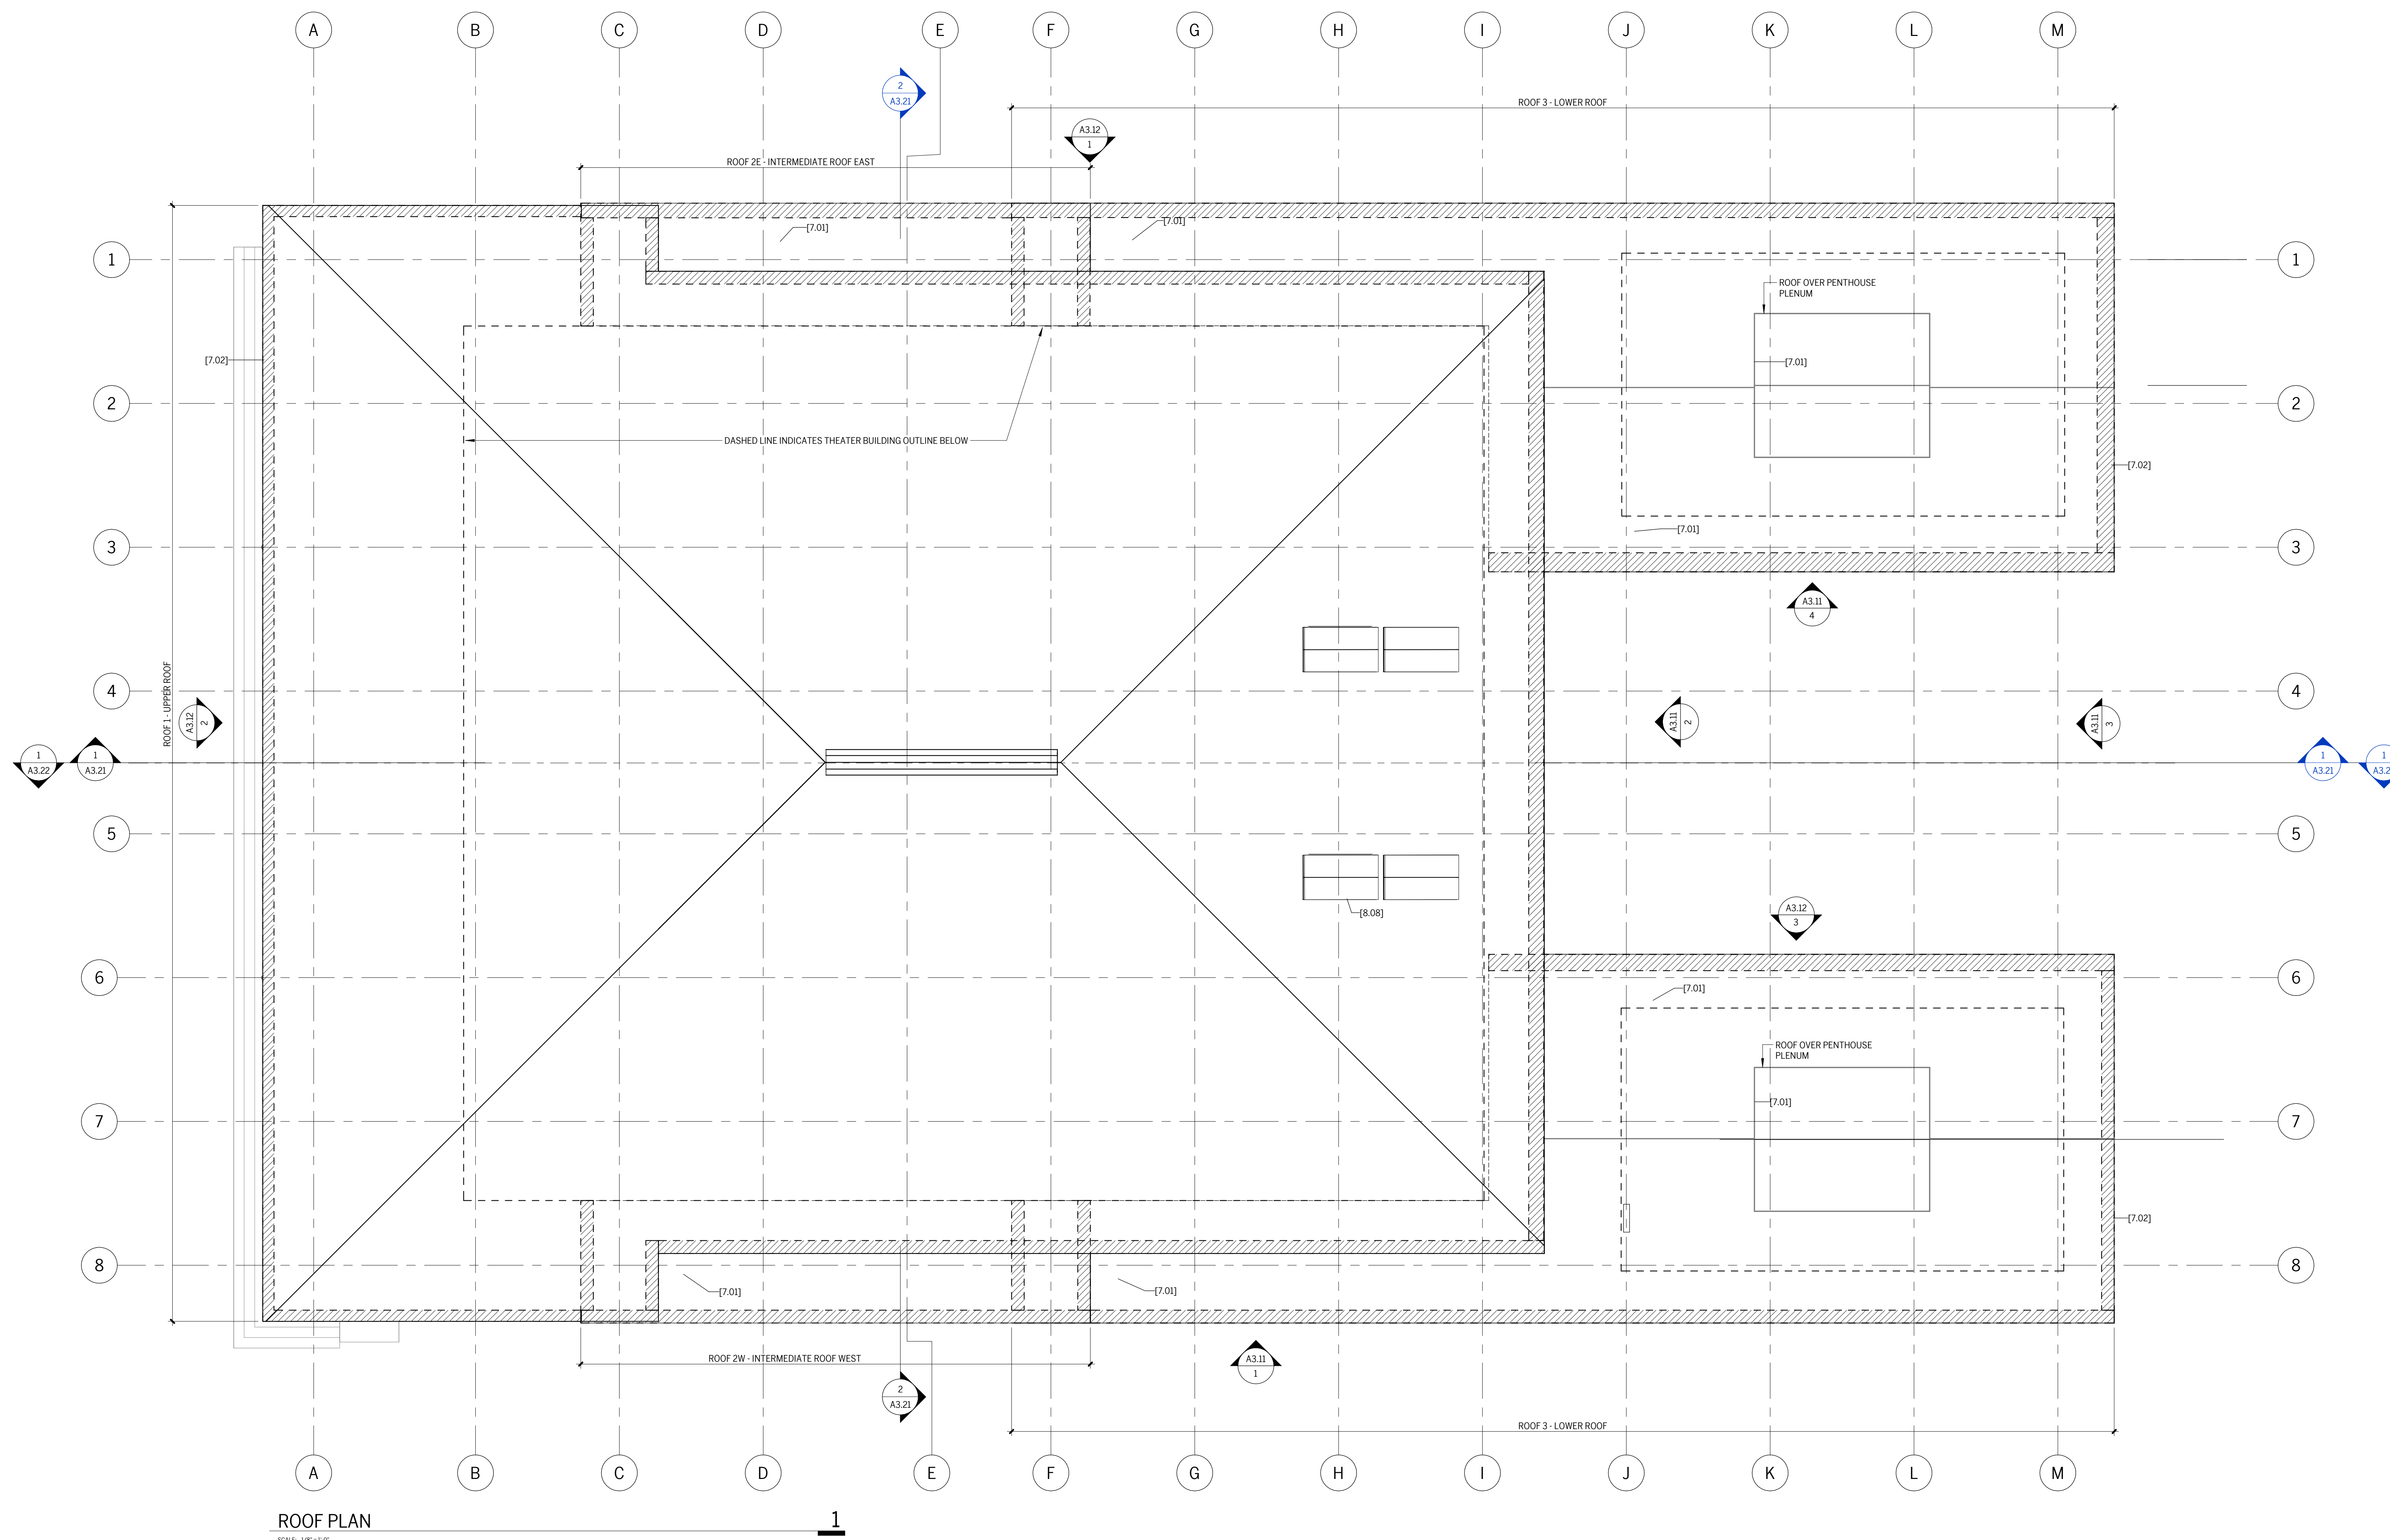 A B C D E F G H I J K L M
2
A3.21
ROOF 3 - LOWER ROOF
A3.12
1
ROOF 2E - INTERMEDIATE ROOF EAST
[7.01]
[7.01]
1
1
ROOF OVER PENTHOUSE
PLENUM
[7.02]
[7.01]
2
2
DASHED LINE INDICATES THEATER BUILDING OUTLINE BELOW
[7.02]
[7.01]
3
3
A3.11
4
ROOF 1 - UPPER ROOF
4
4
A3.12
2
A3.11
2
A3.11
3
1
A3.22
1
A3.21
1
A3.21
1
5
5
[8.08]
A3.12
3
6
6
[7.01]
ROOF OVER PENTHOUSE
PLENUM
[7.01]
7
7
[7.02]
8
8
[7.01]
[7.01]
ROOF 2W - INTERMEDIATE ROOF WEST
A3.11
1
2
A3.21
ROOF 3 - LOWER ROOF
A B C D E F G H I J K L M
ROOF PLAN
1